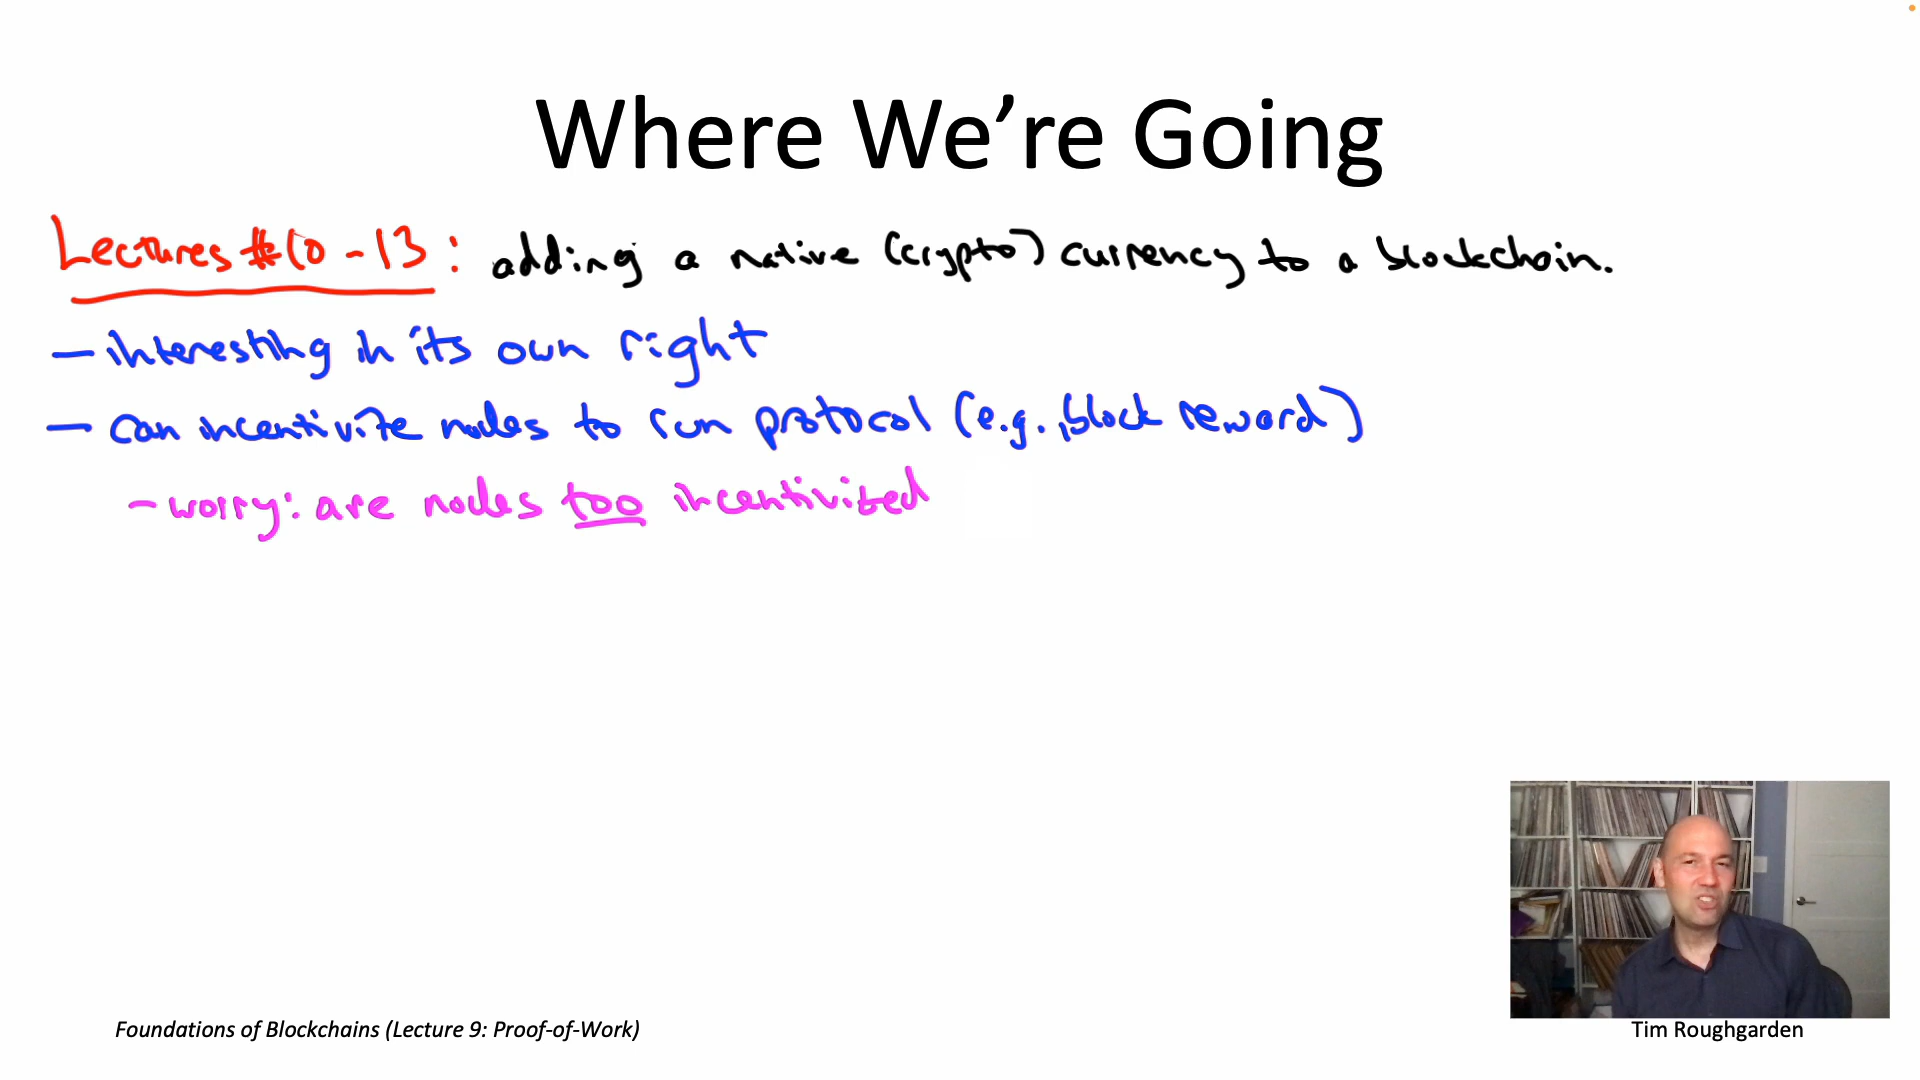 Where We're Going
Lectures #10-13: adding a native (crypto) currency to a blockchain.
- interesting in its own right
- can incentivize nodes to run protocol (e.g., block reward)
- worry: are nodes too incentivized
Foundations of Blockchains (Lecture 9: Proof-of-Work)
Tim Roughgarden